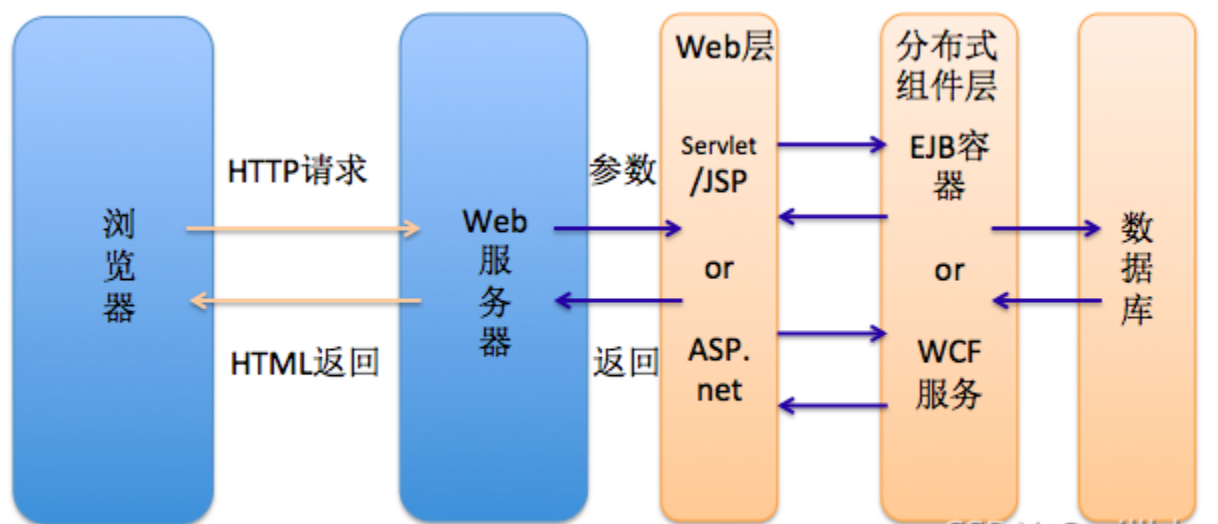 浏
览
器
HTTP请求
HTML返回
Web
服
务
器
参数
返回
Web层
Servlet
/JSP
or
ASP.
net
分布式
组件层
EJB容
器
or
WCF
服务
数
据
库